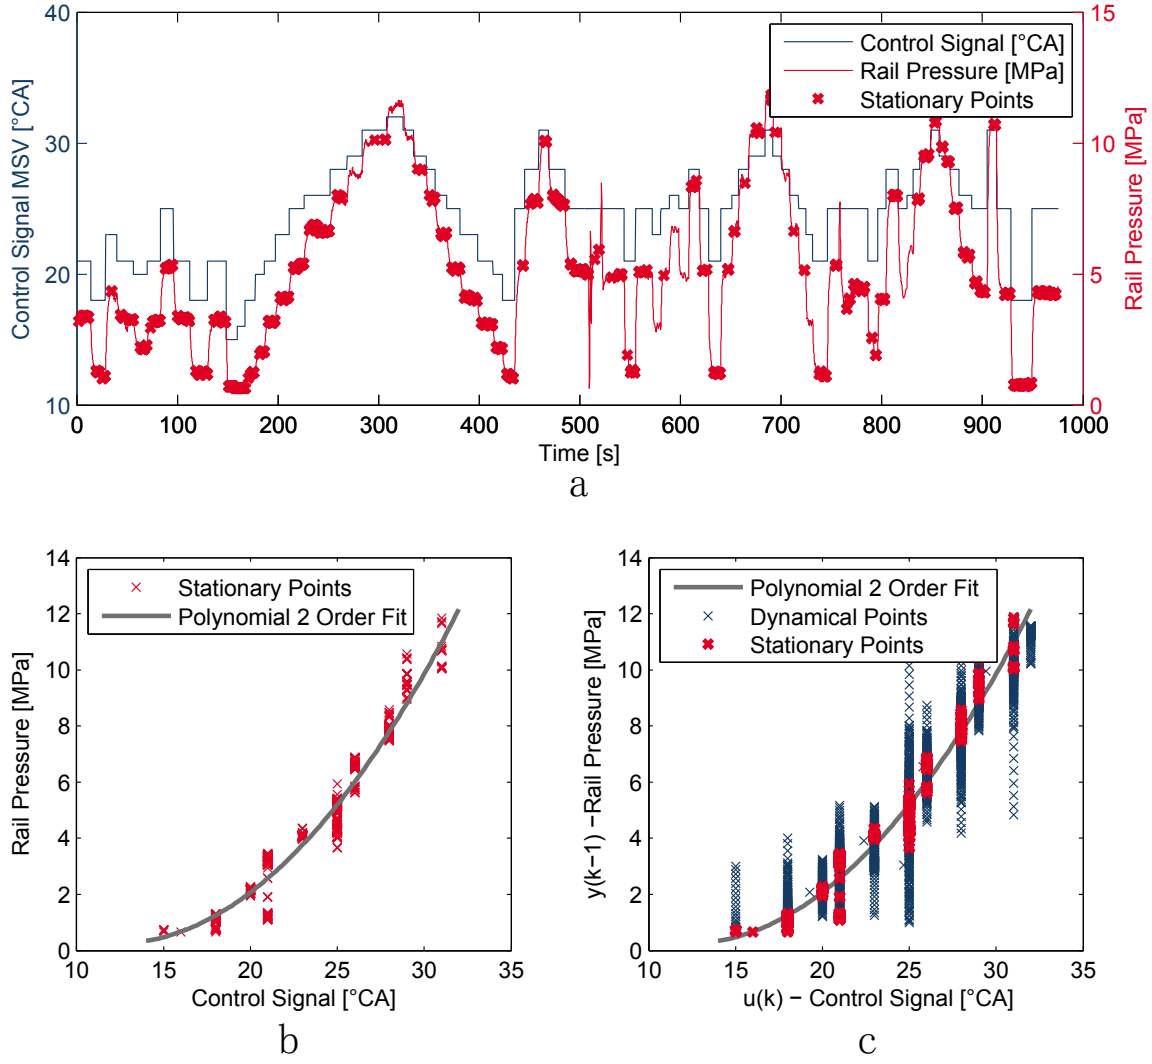 40
30
20
10
Control Signal MSV [°CA]
15
10
5
0
Rail Pressure [MPa]
Control Signal [°CA]
Rail Pressure [MPa]
Stationary Points
0 100 200 300 400 500 600 700 800 900 1000
Time [s]
a
14
12
10
8
6
4
2
0
Rail Pressure [MPa]
Stationary Points
Polynomial 2 Order Fit
10 15 20 25 30 35
Control Signal [°CA]
b
14
12
10
8
6
4
2
0
y(k−1) −Rail Pressure [MPa]
Polynomial 2 Order Fit
Dynamical Points
Stationary Points
10 15 20 25 30 35
u(k) − Control Signal [°CA]
c